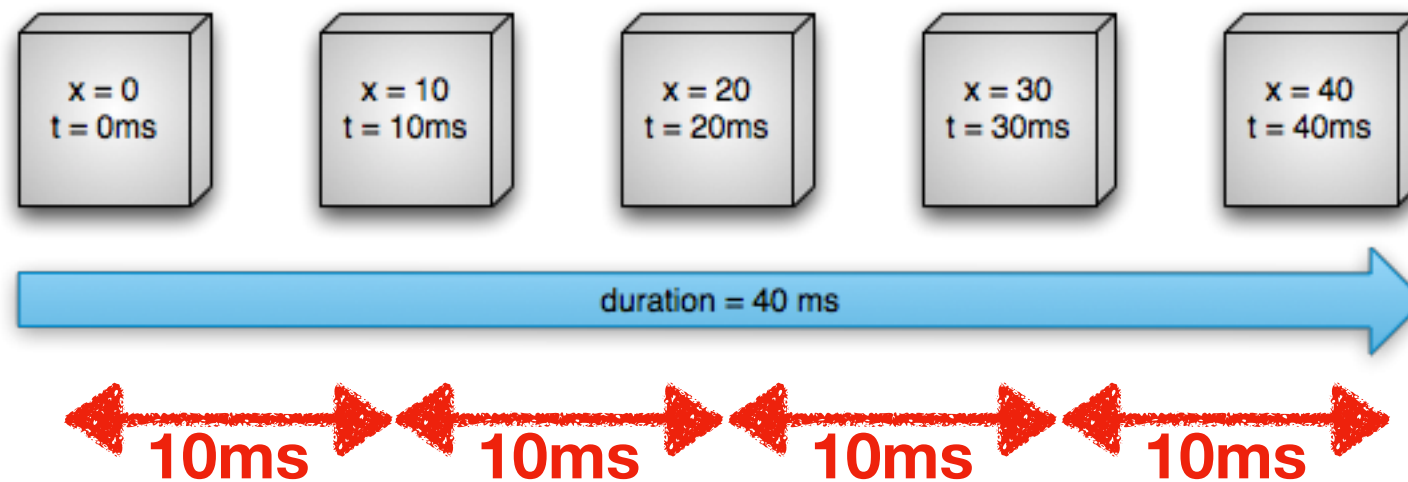 x = 0
t = 0ms
x = 10
t = 10ms
x = 20
t = 20ms
x = 30
t = 30ms
x = 40
t = 40ms
duration = 40 ms
10ms
10ms
10ms
10ms